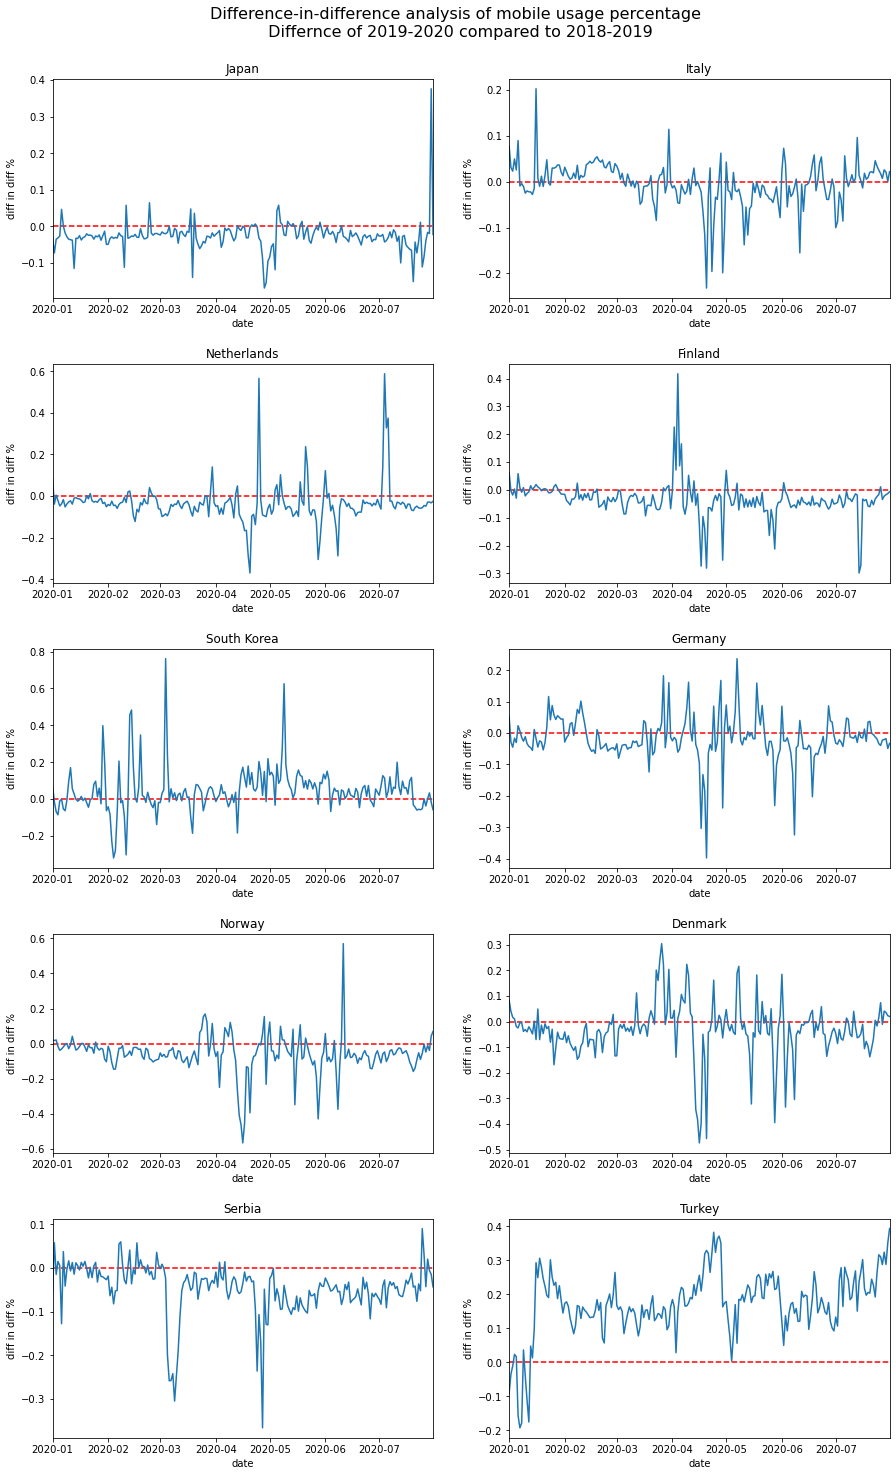 Difference-in-difference analysis of mobile usage percentage
Differnce of 2019-2020 compared to 2018-2019
Japan
diff in diff %
0.4
0.3
0.2
0.1
0.0
−0.1
2020-01 2020-02 2020-03 2020-04 2020-05 2020-06 2020-07
date
Italy
diff in diff %
0.2
0.1
0.0
−0.1
−0.2
2020-01 2020-02 2020-03 2020-04 2020-05 2020-06 2020-07
date
Netherlands
diff in diff %
0.6
0.4
0.2
0.0
−0.2
−0.4
2020-01 2020-02 2020-03 2020-04 2020-05 2020-06 2020-07
date
Finland
diff in diff %
0.4
0.3
0.2
0.1
0.0
−0.1
−0.2
−0.3
2020-01 2020-02 2020-03 2020-04 2020-05 2020-06 2020-07
date
South Korea
diff in diff %
0.8
0.6
0.4
0.2
0.0
−0.2
2020-01 2020-02 2020-03 2020-04 2020-05 2020-06 2020-07
date
Germany
diff in diff %
0.2
0.1
0.0
−0.1
−0.2
−0.3
−0.4
2020-01 2020-02 2020-03 2020-04 2020-05 2020-06 2020-07
date
Norway
diff in diff %
0.6
0.4
0.2
0.0
−0.2
−0.4
−0.6
2020-01 2020-02 2020-03 2020-04 2020-05 2020-06 2020-07
date
Denmark
diff in diff %
0.3
0.2
0.1
0.0
−0.1
−0.2
−0.3
−0.4
−0.5
2020-01 2020-02 2020-03 2020-04 2020-05 2020-06 2020-07
date
Serbia
diff in diff %
0.1
0.0
−0.1
−0.2
−0.3
2020-01 2020-02 2020-03 2020-04 2020-05 2020-06 2020-07
date
Turkey
diff in diff %
0.4
0.3
0.2
0.1
0.0
−0.1
−0.2
2020-01 2020-02 2020-03 2020-04 2020-05 2020-06 2020-07
date